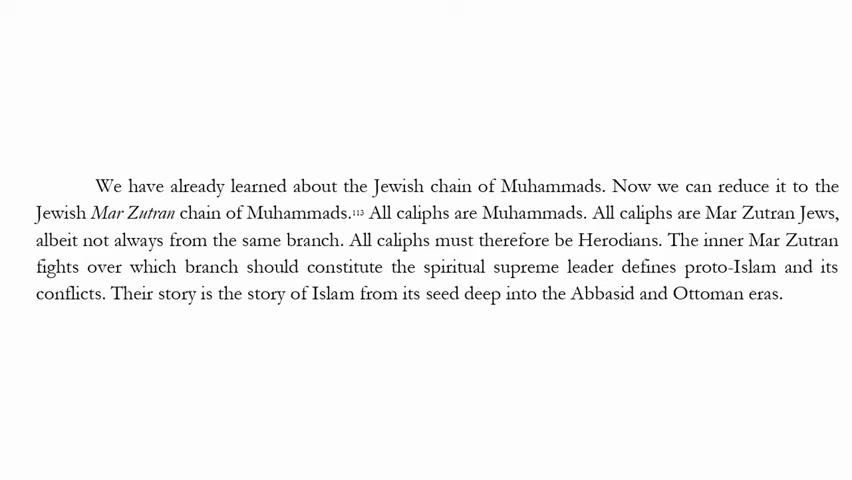 We have already learned about the Jewish chain of Muhammads. Now we can reduce it to the
Jewish Mar Zutran chain of Muhammads.113 All caliphs are Muhammads. All caliphs are Mar Zutran Jews,
albeit not always from the same branch. All caliphs must therefore be Herodians. The inner Mar Zutran
fights over which branch should constitute the spiritual supreme leader defines proto-Islam and its
conflicts. Their story is the story of Islam from its seed deep into the Abbasid and Ottoman eras.